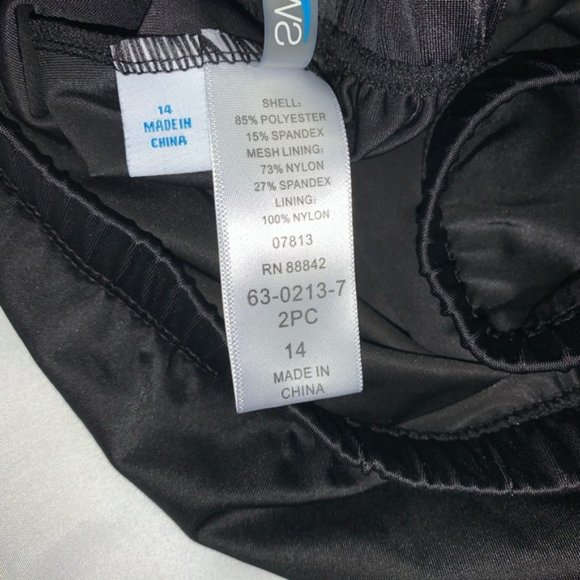 14
MADE IN
CHINA
SHELL:
85% POLYESTER
15% SPANDEX
MESH LINING:
73% NYLON
27% SPANDEX
LINING:
100% NYLON
07813
RN 88842
63-0213-7
2PC
14
MADE IN
CHINA